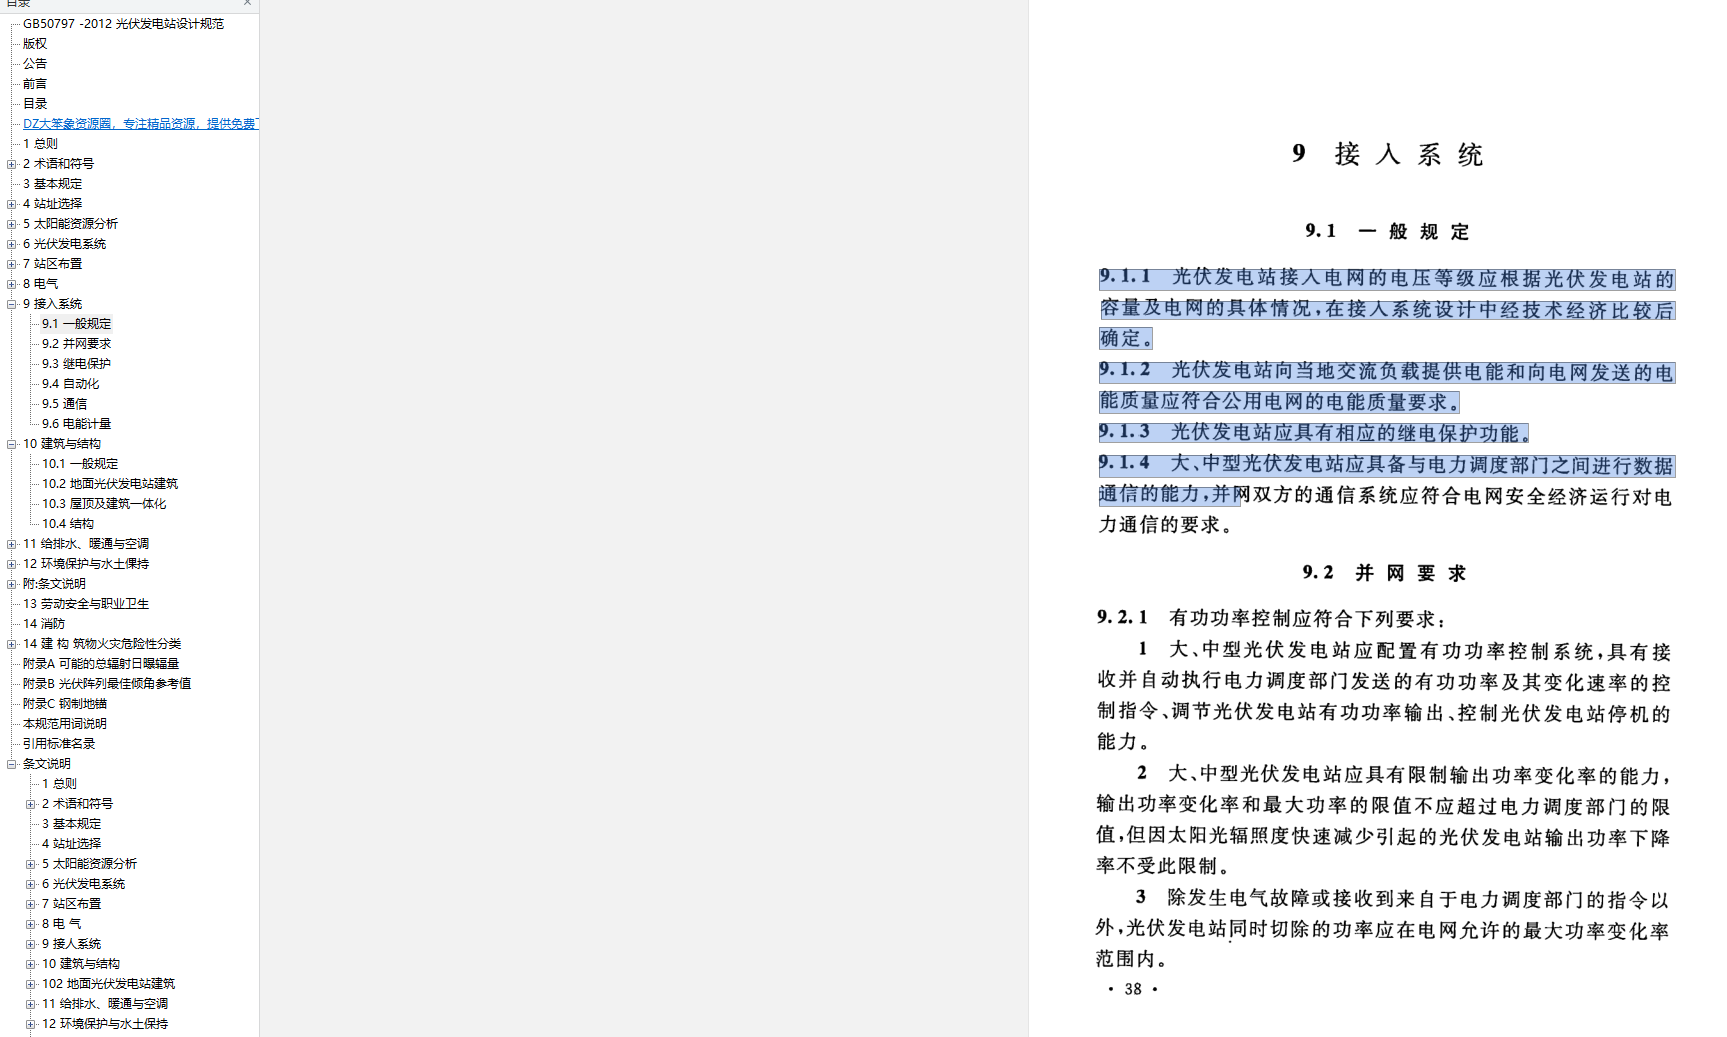 目录
GB50797 -2012 光伏发电站设计规范
版权
公告
前言
目录
DZ大笨象资源圈，专注精品资源，提供免费
1 总则
2 术语和符号
3 基本规定
4 站址选择
5 太阳能资源分析
6 光伏发电系统
7 站区布置
8 电气
9 接入系统
9.1 一般规定
9.2 并网要求
9.3 继电保护
9.4 自动化
9.5 通信
9.6 电能计量
10 建筑与结构
10.1 一般规定
10.2 地面光伏发电站建筑
10.3 屋顶及建筑一体化
10.4 结构
11 给排水、暖通与空调
12 环境保护与水土保持
附:条文说明
13 劳动安全与职业卫生
14 消防
14 建 构 筑物火灾危险性分类
附录A 可能的总辐射日曝辐量
附录B 光伏阵列最佳倾角参考值
附录C 钢制地锚
本规范用词说明
引用标准名录
条文说明
1 总则
2 术语和符号
3 基本规定
4 站址选择
5 太阳能资源分析
6 光伏发电系统
7 站区布置
8 电 气
9 接人系统
10 建筑与结构
102 地面光伏发电站建筑
11 给排水、暖通与空调
12 环境保护与水土保持
9 接入系统
9.1 一般规定
9.1.1 光伏发电站接入电网的电压等级应根据光伏发电站的
容量及电网的具体情况,在接入系统设计中经技术经济比较后
确定。
9.1.2 光伏发电站向当地交流负载提供电能和向电网发送的电
能质量应符合公用电网的电能质量要求。
9.1.3 光伏发电站应具有相应的继电保护功能。
9.1.4 大、中型光伏发电站应具备与电力调度部门之间进行数据
通信的能力,并网双方的通信系统应符合电网安全经济运行对电
力通信的要求。
9.2 并网要求
9.2.1 有功功率控制应符合下列要求:
1 大、中型光伏发电站应配置有功功率控制系统,具有接
收并自动执行电力调度部门发送的有功功率及其变化速率的控
制指令、调节光伏发电站有功功率输出、控制光伏发电站停机的
能力。
2 大、中型光伏发电站应具有限制输出功率变化率的能力,
输出功率变化率和最大功率的限值不应超过电力调度部门的限
值,但因太阳光辐照度快速减少引起的光伏发电站输出功率下降
率不受此限制。
3 除发生电气故障或接收到来自于电力调度部门的指令以
外,光伏发电站同时切除的功率应在电网允许的最大功率变化率
范围内。
· 38 ·